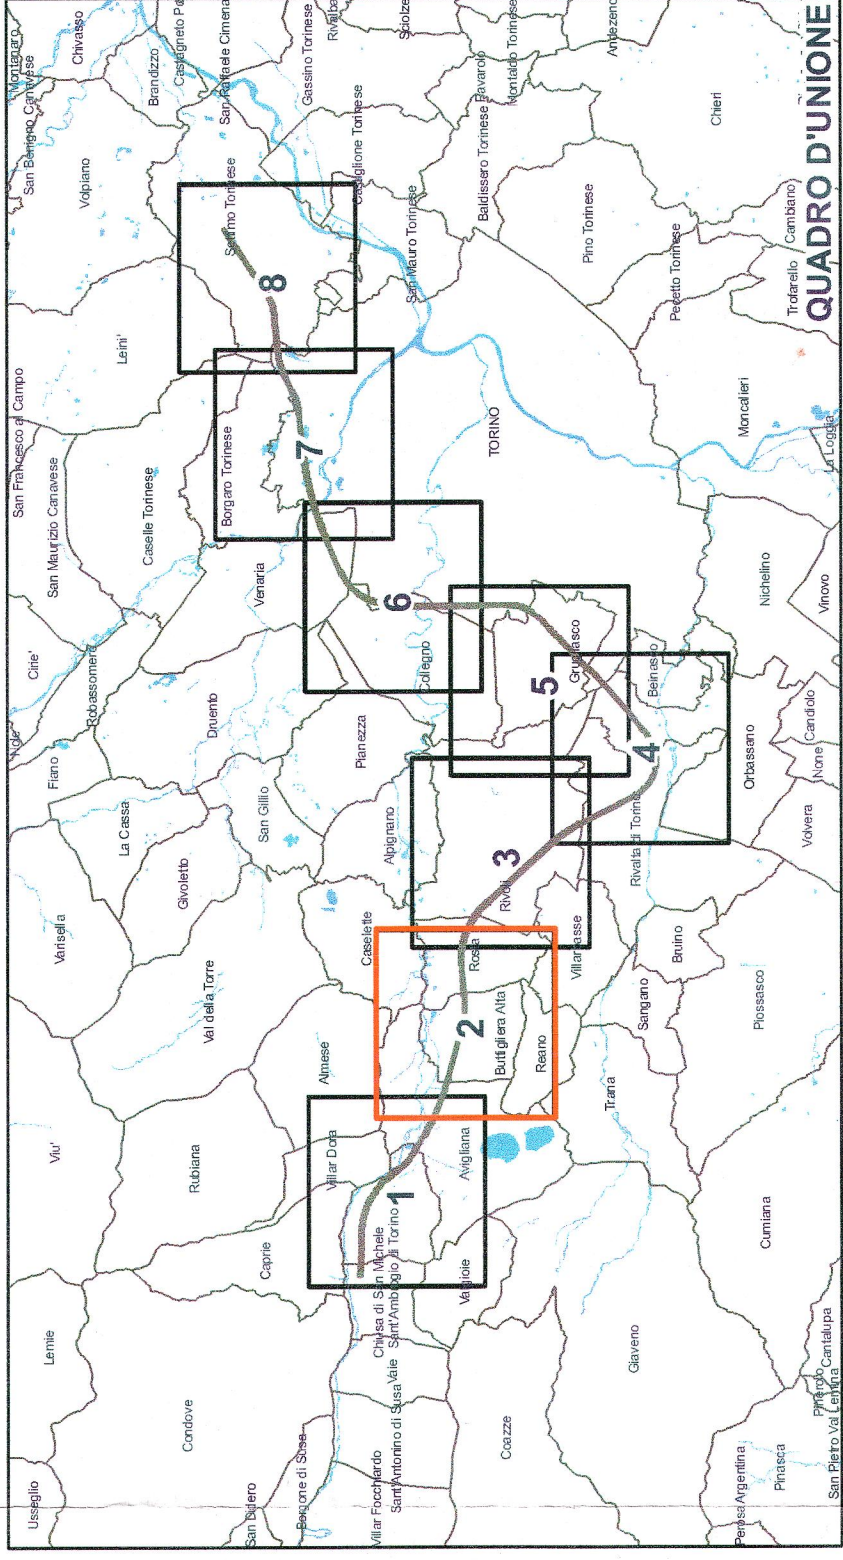 Usseglio
Lemie
Viu'
Varisella
Fiano
Nole
Cirie'
San Francesco al Campo
San Maurizio Canavese
Montanaro
San Benigno Canavese
Chivasso
Volpiano
Brandizzo
San Raffaele Cimena
Gassino Torinese
Condove
Rubiana
Val della Torre
Givoletto
La Cassa
Robassomero
Caselle Torinese
Leini'
Caprie
Almese
San Gillio
Druento
Venaria
Borgaro Torinese
Settimo Torinese
Castiglione Torinese
San Didero
Borgone di Susa
Villar Dora
Caselette
Alpignano
Pianezza
8
7
6
Villar Focchiardo
Sant'Antonino di Susa
Vaie
Chiusa di San Michele
Sant'Ambrogio di Torino
1
2
3
5
4
Vaigioie
Avigliana
Rosta
Rivoli
Collegno
TORINO
San Mauro Torinese
Baldissero Torinese
Pavarolo
Montaldo Torinese
Sciolze
Andezeno
Coazze
Buttigliera Alta
Reano
Villarbasse
Grugliasco
Pino Torinese
Chieri
Giaveno
Trana
Sangano
Bruino
Rivalta di Torino
Beinasco
Pecetto Torinese
Cumiana
Piossasco
Volvera
Orbassano
None
Candiolo
Nichelino
Vinovo
Moncalieri
La Loggia
Trofarello
Cambiano
Perosa Argentina
Pinasca
San Pietro Val Lemina
Pinerolo
Cantalupa
QUADRO D'UNIONE